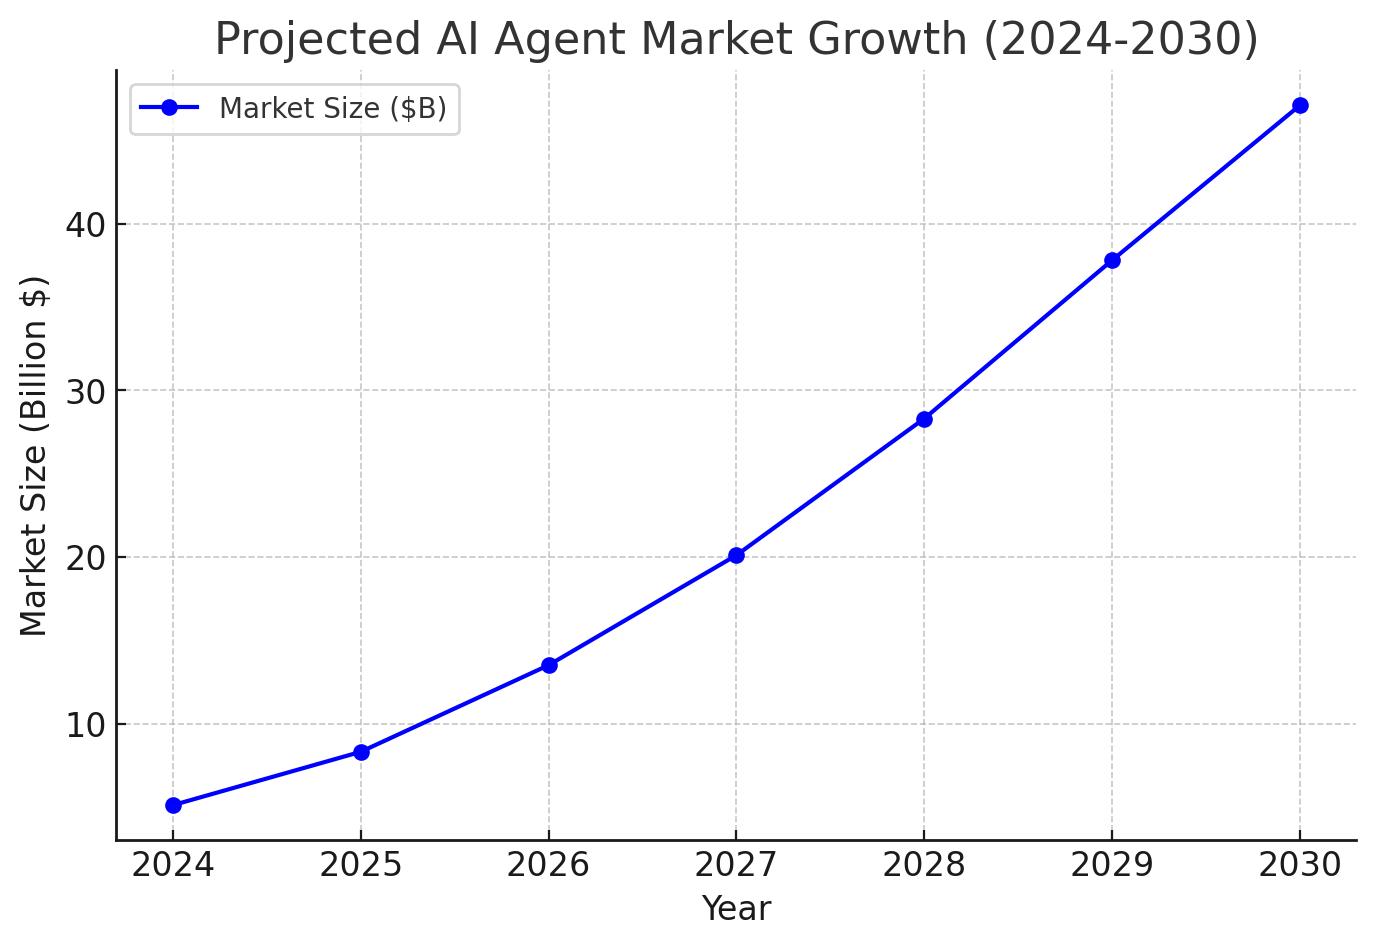 Projected AI Agent Market Growth (2024-2030)
Market Size ($B)
Market Size (Billion $)
40
30
20
10
2024 2025 2026 2027 2028 2029 2030
Year